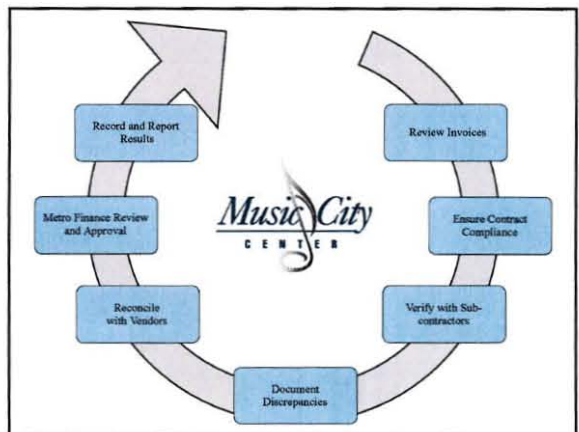 Review Invoices
Ensure Contract
Compliance
Verify with Sub-
contractors
Document
Discrepancies
Reconcile
with Vendors
Metro Finance Review
and Approval
Record and Report
Results
Music City
CENTER